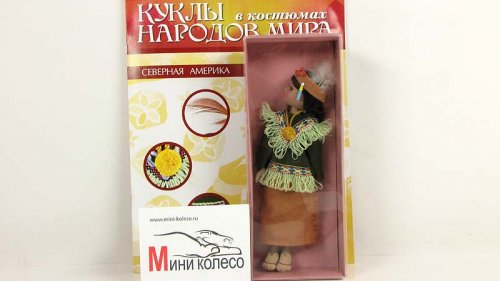 КУКЛЫ в костюмах
НАРОДОВ МИРА
СЕВЕРНАЯ АМЕРИКА
www.mini-koleso.ru
Мини колесо